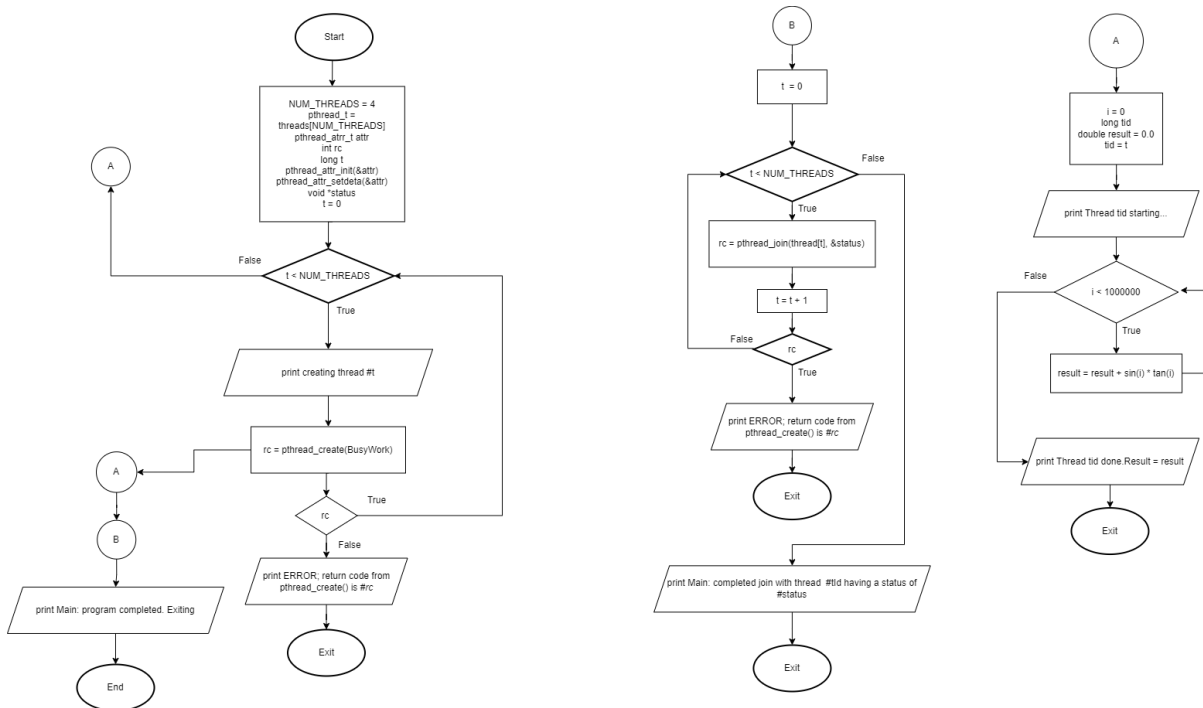 Start
NUM_THREADS = 4
pthread_t =
threads[NUM_THREADS]
pthread_atrr_t attr
int rc
long t
pthread_attr_init(&attr)
pthread_attr_setdeta(&attr)
void *status
t = 0
A
False
t < NUM_THREADS
True
print creating thread #t
rc = pthread_create(BusyWork)
A
True
rc
False
B
print ERROR; return code from
pthread_create() is #rc
print Main: program completed. Exiting
Exit
End
B
t = 0
False
t < NUM_THREADS
True
rc = pthread_join(thread[t], &status)
t = t + 1
False
rc
True
print ERROR; return code from
pthread_create() is #rc
Exit
print Main: completed join with thread #tId having a status of
#status
Exit
A
i = 0
long tid
double result = 0.0
tid = t
print Thread tid starting...
False
i < 1000000
True
result = result + sin(i) * tan(i)
print Thread tid done.Result = result
Exit